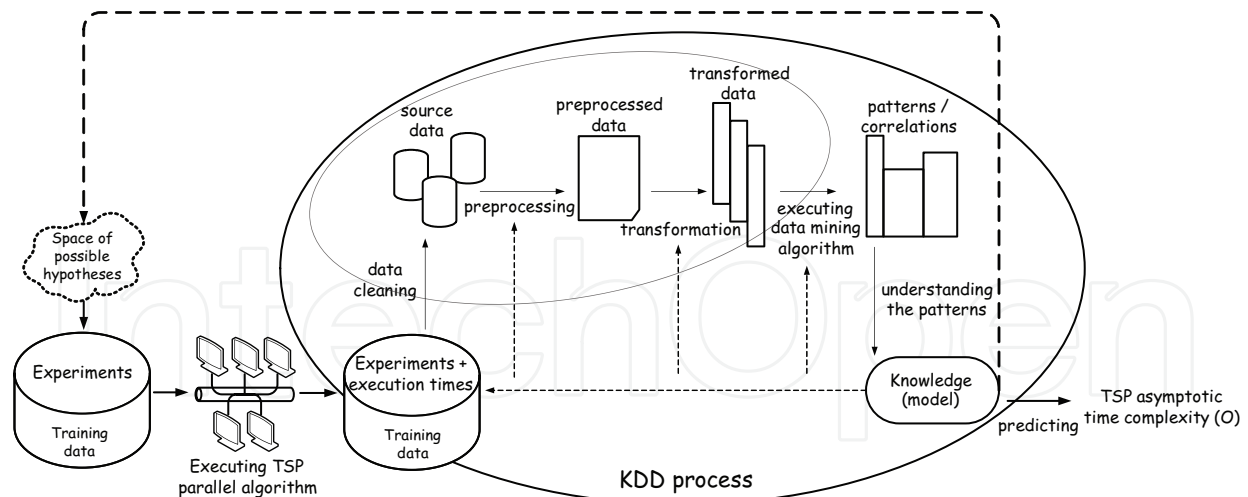 transformed
data
source
data
preprocessed
data
patterns /
correlations
preprocessing
transformation
executing
data mining
algorithm
Space of
possible
hypotheses
data
cleaning
understanding
the patterns
Experiments
Training
data
Experiments +
execution times
Training
data
Knowledge
(model)
predicting
TSP asymptotic
time complexity (O)
Executing TSP
parallel algorithm
KDD process
IntechOpen